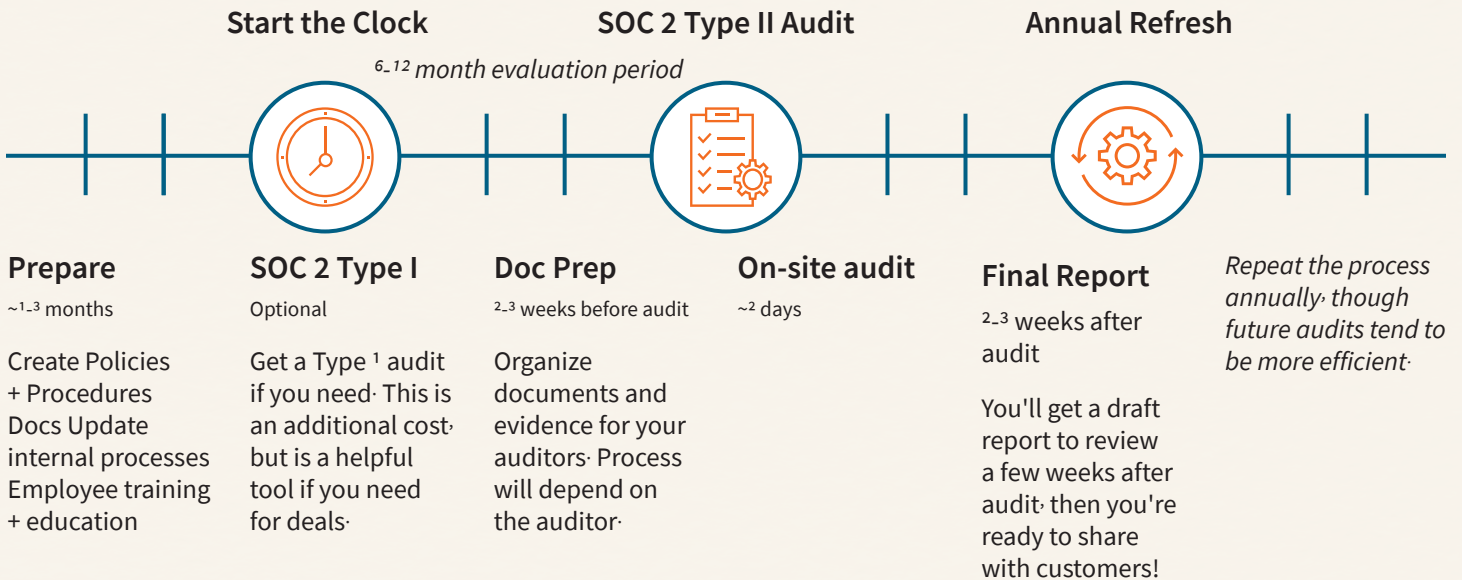 Start the Clock
SOC 2 Type II Audit
Annual Refresh
⁶-¹² month evaluation period
Prepare
~¹-³ months
Create Policies
+ Procedures
Docs Update
internal processes
Employee training
+ education
SOC 2 Type I
Optional
Get a Type ¹ audit
if you need· This is
an additional cost,
but is a helpful
tool if you need
for deals·
Doc Prep
²-³ weeks before audit
Organize
documents and
evidence for your
auditors· Process
will depend on
the auditor·
On-site audit
~² days
Final Report
²-³ weeks after
audit
You'll get a draft
report to review
a few weeks after
audit, then you're
ready to share
with customers!
Repeat the process
annually, though
future audits tend to
be more efficient·